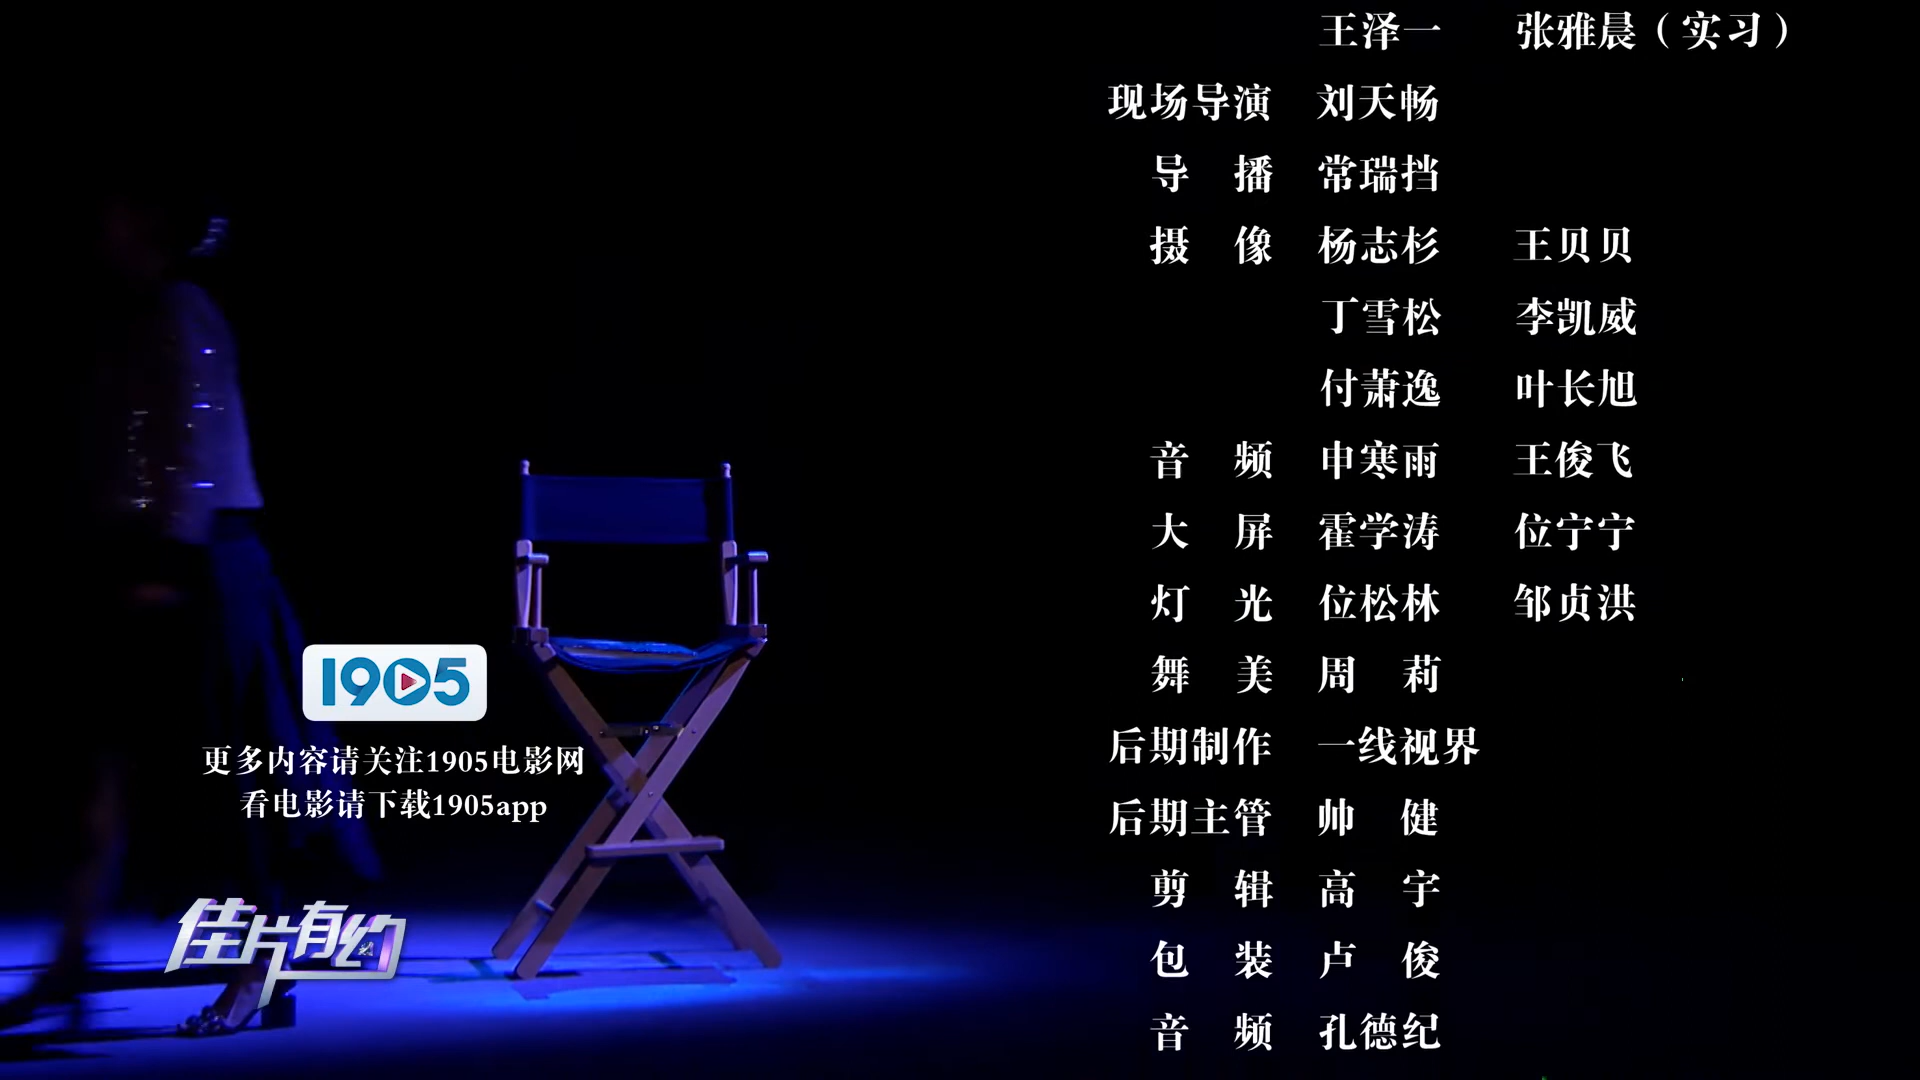 王泽一 张雅晨（实习）
现场导演 刘天畅
导 播 常瑞挡
摄 像 杨志杉 王贝贝
丁雪松 李凯威
付萧逸 叶长旭
音 频 申寒雨 王俊飞
大 屏 霍学涛 位宁宁
灯 光 位松林 邹贞洪
舞 美 周 莉
后期制作 一线视界
后期主管 帅 健
剪 辑 高 宇
包 装 卢 俊
音 频 孔德纪
1905
更多内容请关注1905电影网
看电影请下载1905app
佳片有约